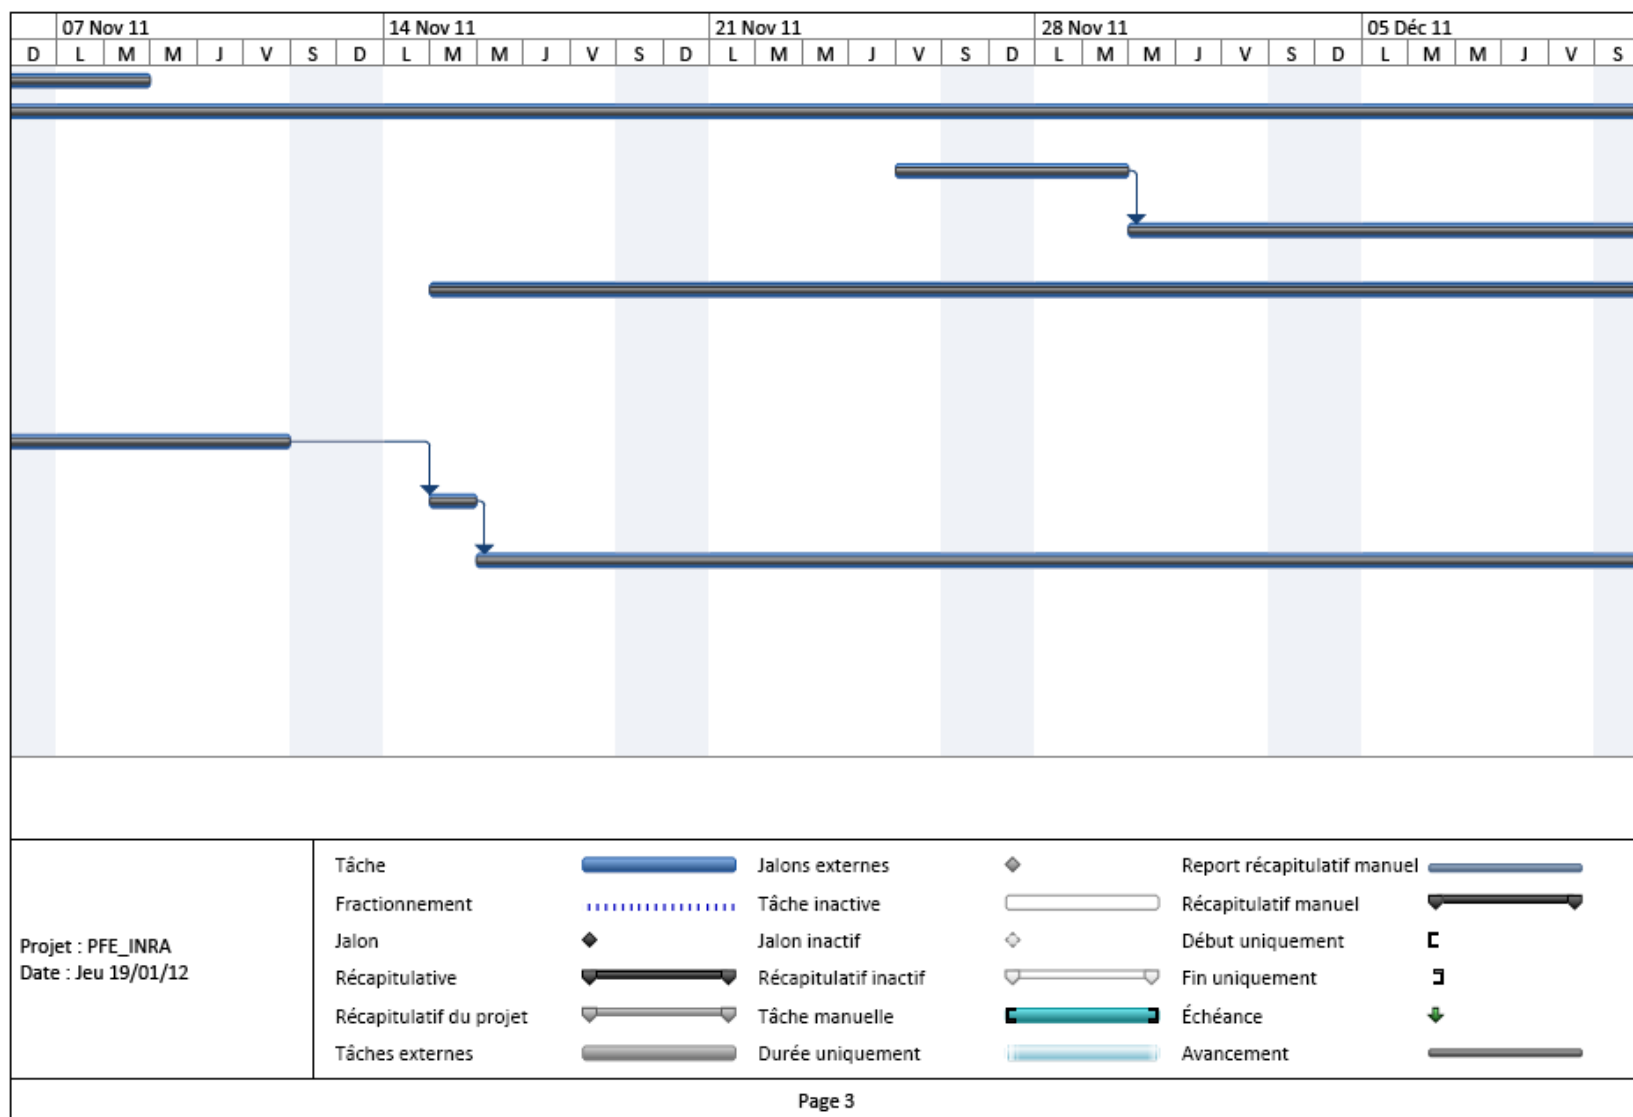 07 Nov 11 14 Nov 11 21 Nov 11 28 Nov 11 05 Déc 11
D L M M J V S D L M M J V S D L M M J V S D L M M J V S D L M M J V S
Tâche Jalons externes Report récapitulatif manuel
Fractionnement Tâche inactive Récapitulatif manuel
Jalon Jalon inactif Début uniquement
Projet : PFE_INRA
Date : Jeu 19/01/12
Récapitulative Récapitulatif inactif Fin uniquement
Récapitulatif du projet Tâche manuelle Échéance
Tâches externes Durée uniquement Avancement
Page 3